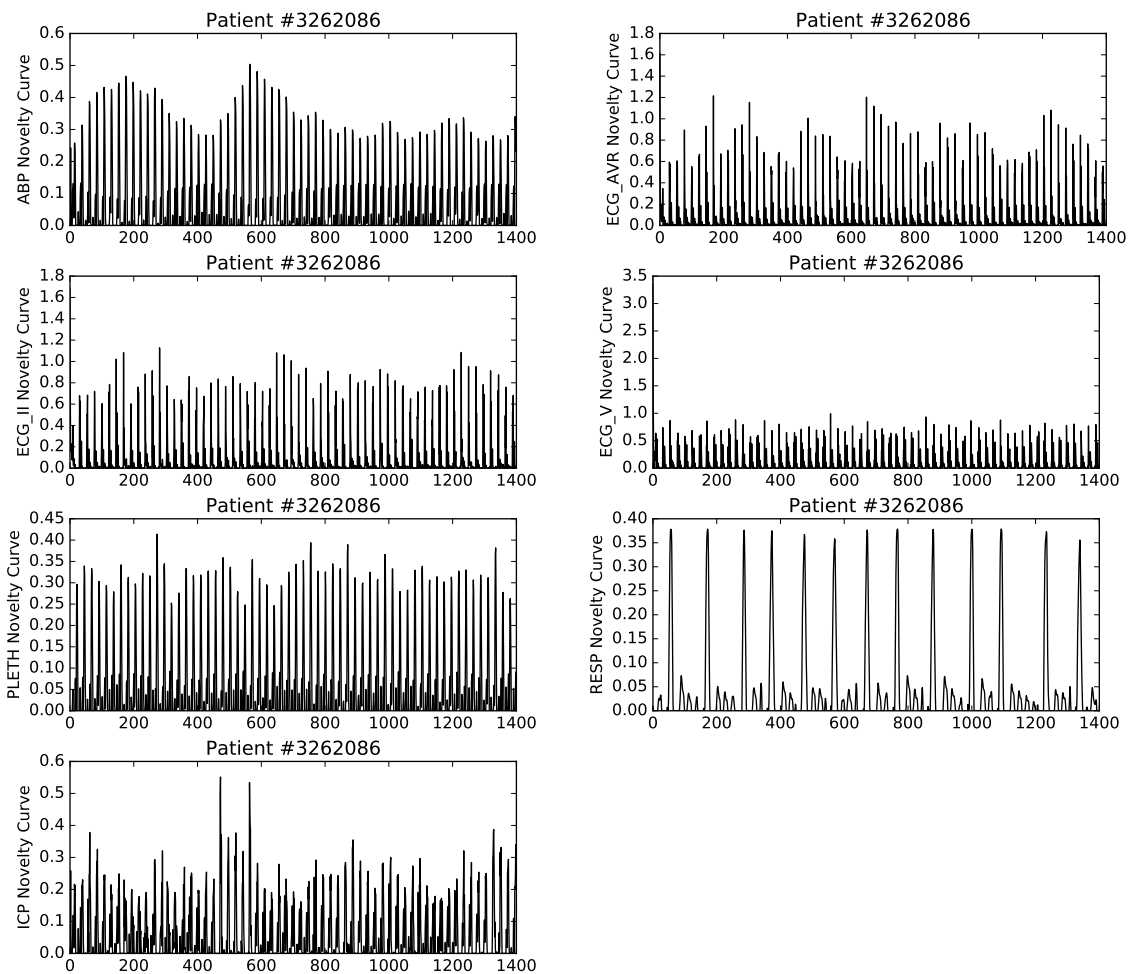 Patient #3262086
0.6
0.5
0.4
0.3
0.2
0.1
0.0
ABP Novelty Curve
0 200 400 600 800 1000 1200 1400
Patient #3262086
1.8
1.6
1.4
1.2
1.0
0.8
0.6
0.4
0.2
0.0
ECG_AVR Novelty Curve
0 200 400 600 800 1000 1200 1400
Patient #3262086
1.8
1.6
1.4
1.2
1.0
0.8
0.6
0.4
0.2
0.0
ECG_II Novelty Curve
0 200 400 600 800 1000 1200 1400
Patient #3262086
3.5
3.0
2.5
2.0
1.5
1.0
0.5
0.0
ECG_V Novelty Curve
0 200 400 600 800 1000 1200 1400
Patient #3262086
0.45
0.40
0.35
0.30
0.25
0.20
0.15
0.10
0.05
0.00
PLETH Novelty Curve
0 200 400 600 800 1000 1200 1400
Patient #3262086
0.40
0.35
0.30
0.25
0.20
0.15
0.10
0.05
0.00
RESP Novelty Curve
0 200 400 600 800 1000 1200 1400
Patient #3262086
0.6
0.5
0.4
0.3
0.2
0.1
0.0
ICP Novelty Curve
0 200 400 600 800 1000 1200 1400